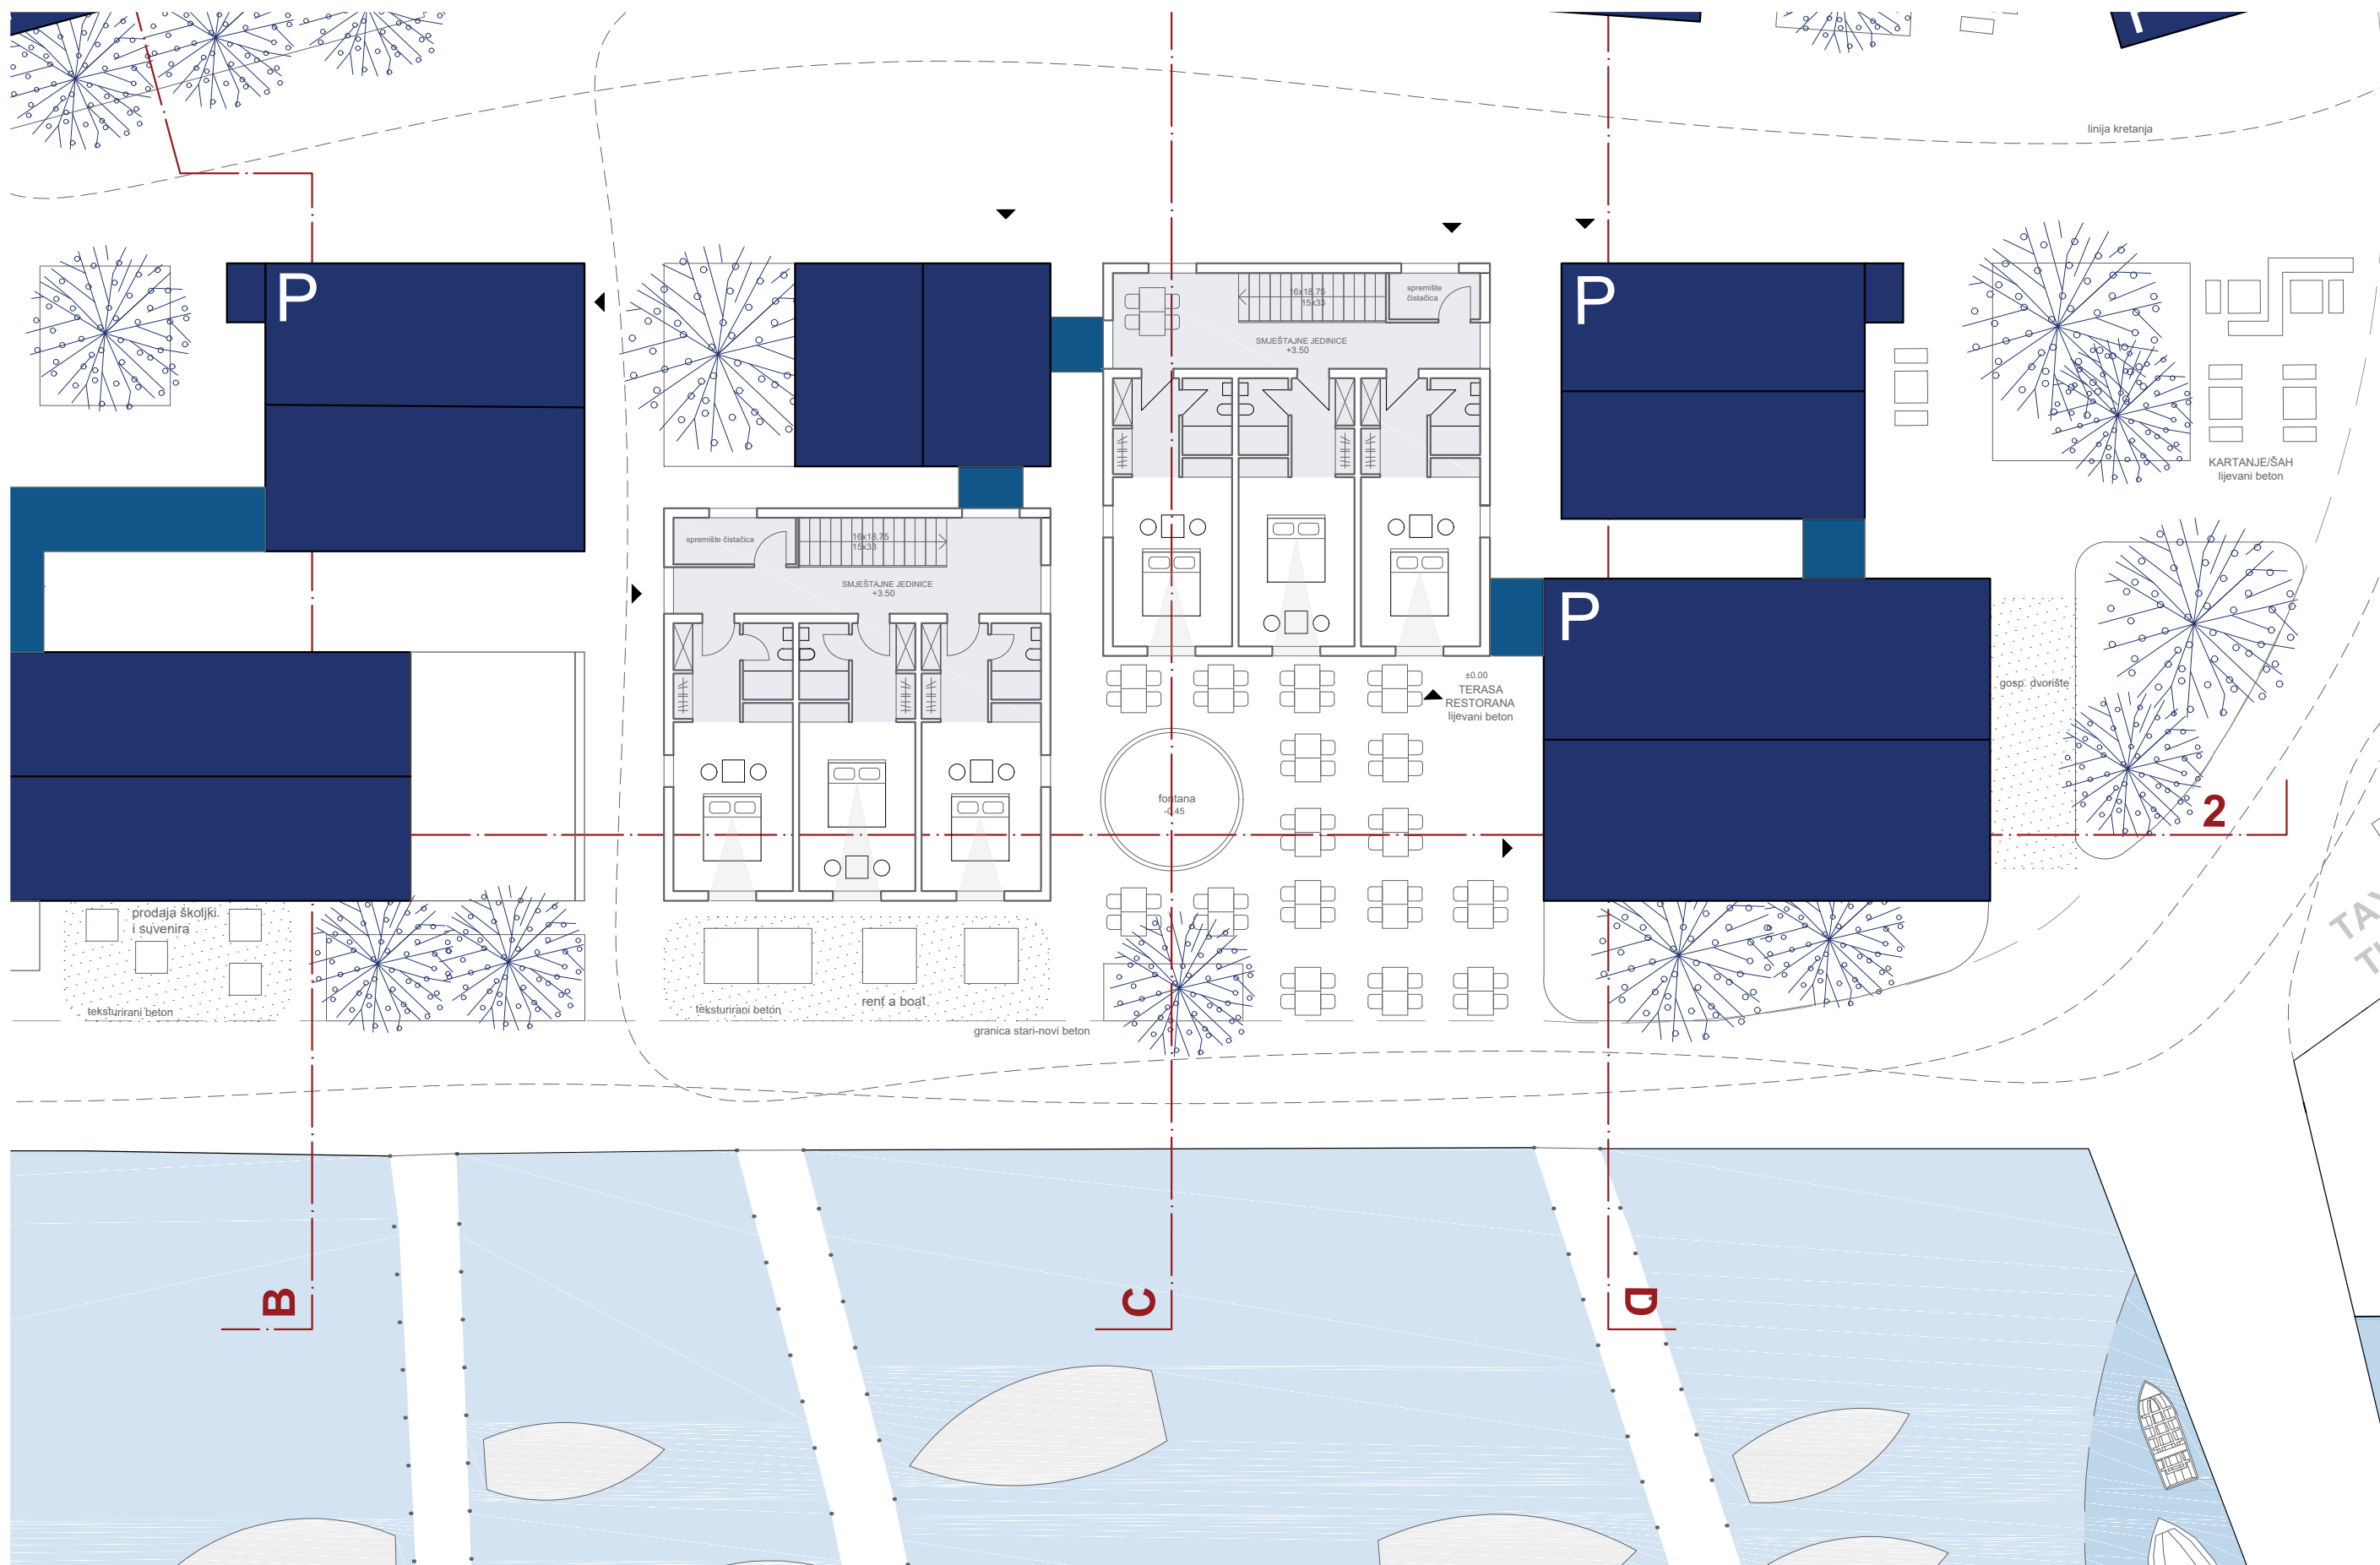 linija kretanja
P
P
16x18.75
15x33
spremište
čistačica
SMJEŠTAJNE JEDINICE
+3.50
KARTANJE/ŠAH
lijevani beton
spremište čistačica
16x18.75
15x33
SMJEŠTAJNE JEDINICE
+3.50
P
±0.00
TERASA
RESTORANA
lijevani beton
gosp. dvorište
fontana
-0.45
2
prodaja školjki
i suvenira
teksturirani beton
teksturirani beton
rent a boat
granica stari-novi beton
B
C
D